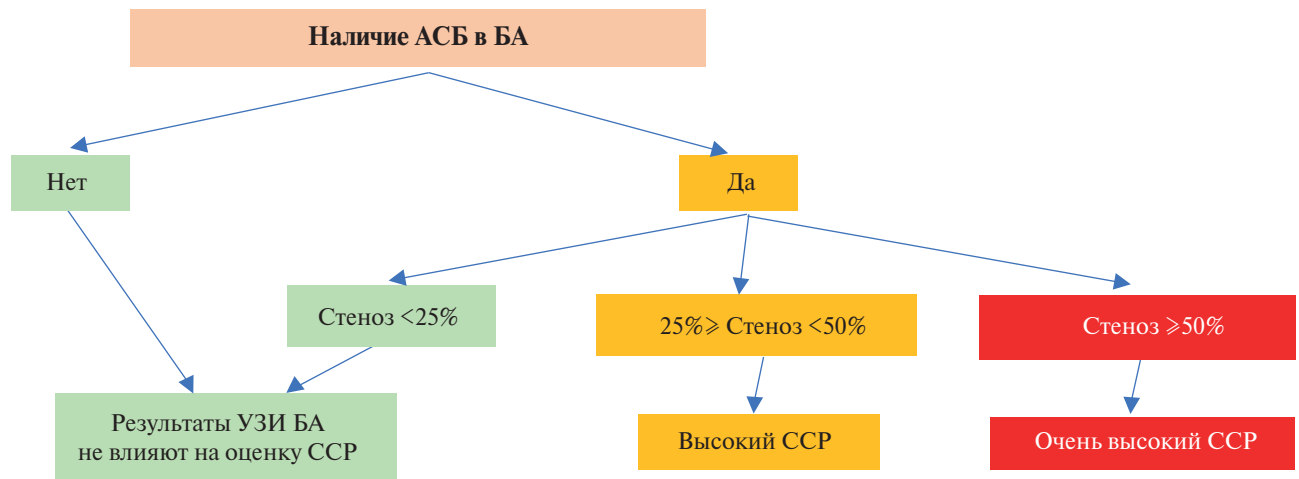 Наличие АСБ в БА
Нет
Да
Стеноз <25%
25%⩾ Стеноз <50%
Стеноз ⩾50%
Результаты УЗИ БА
не влияют на оценку ССР
Высокий ССР
Очень высокий ССР